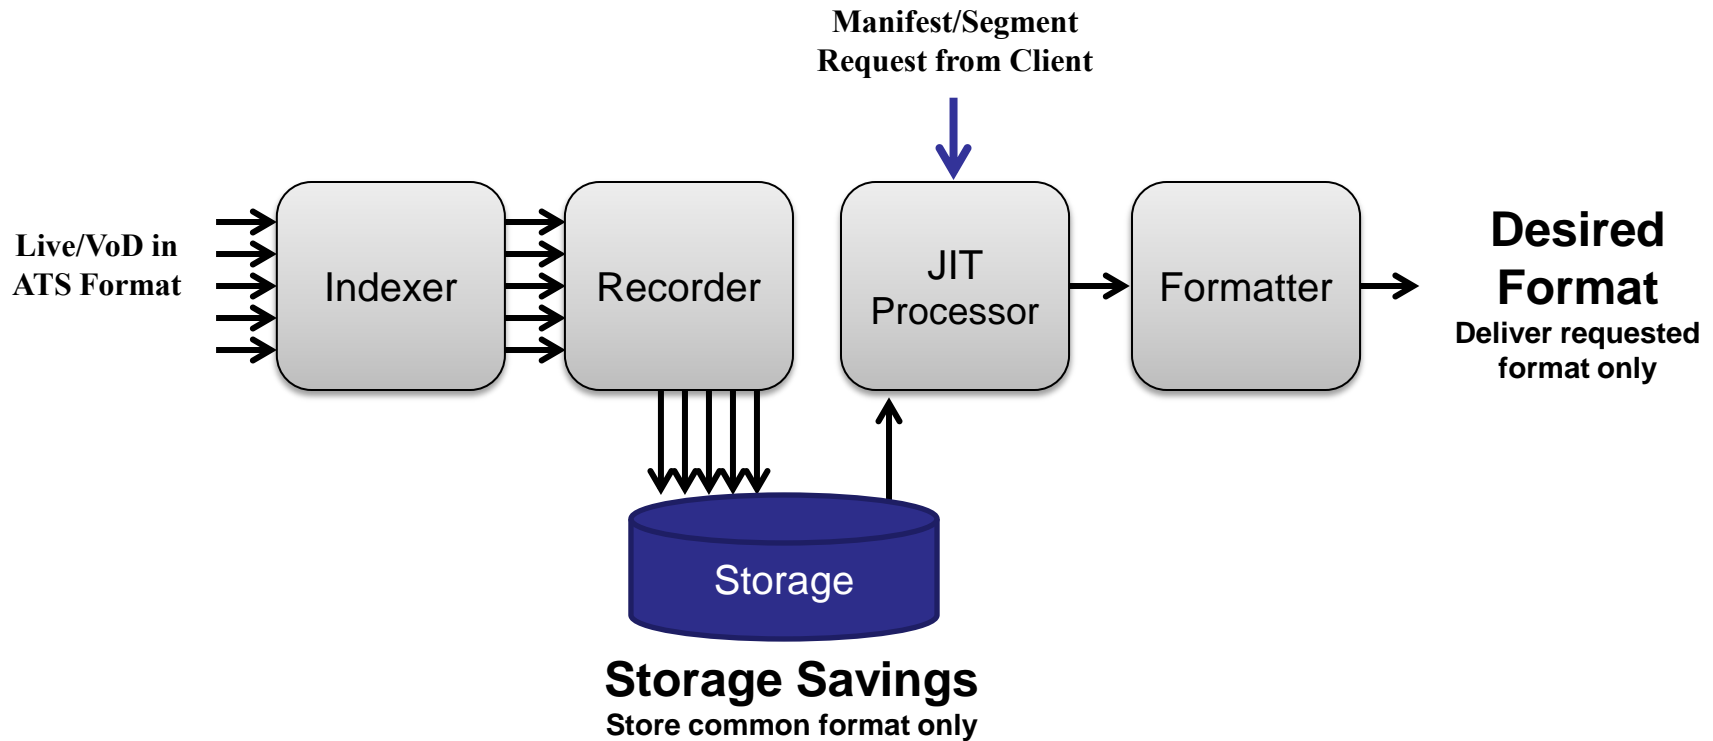 Manifest/Segment
Request from Client
Live/VoD in
ATS Format
Indexer
Recorder
JIT
Processor
Formatter
Desired
Format
Deliver requested
format only
Storage
Storage Savings
Store common format only